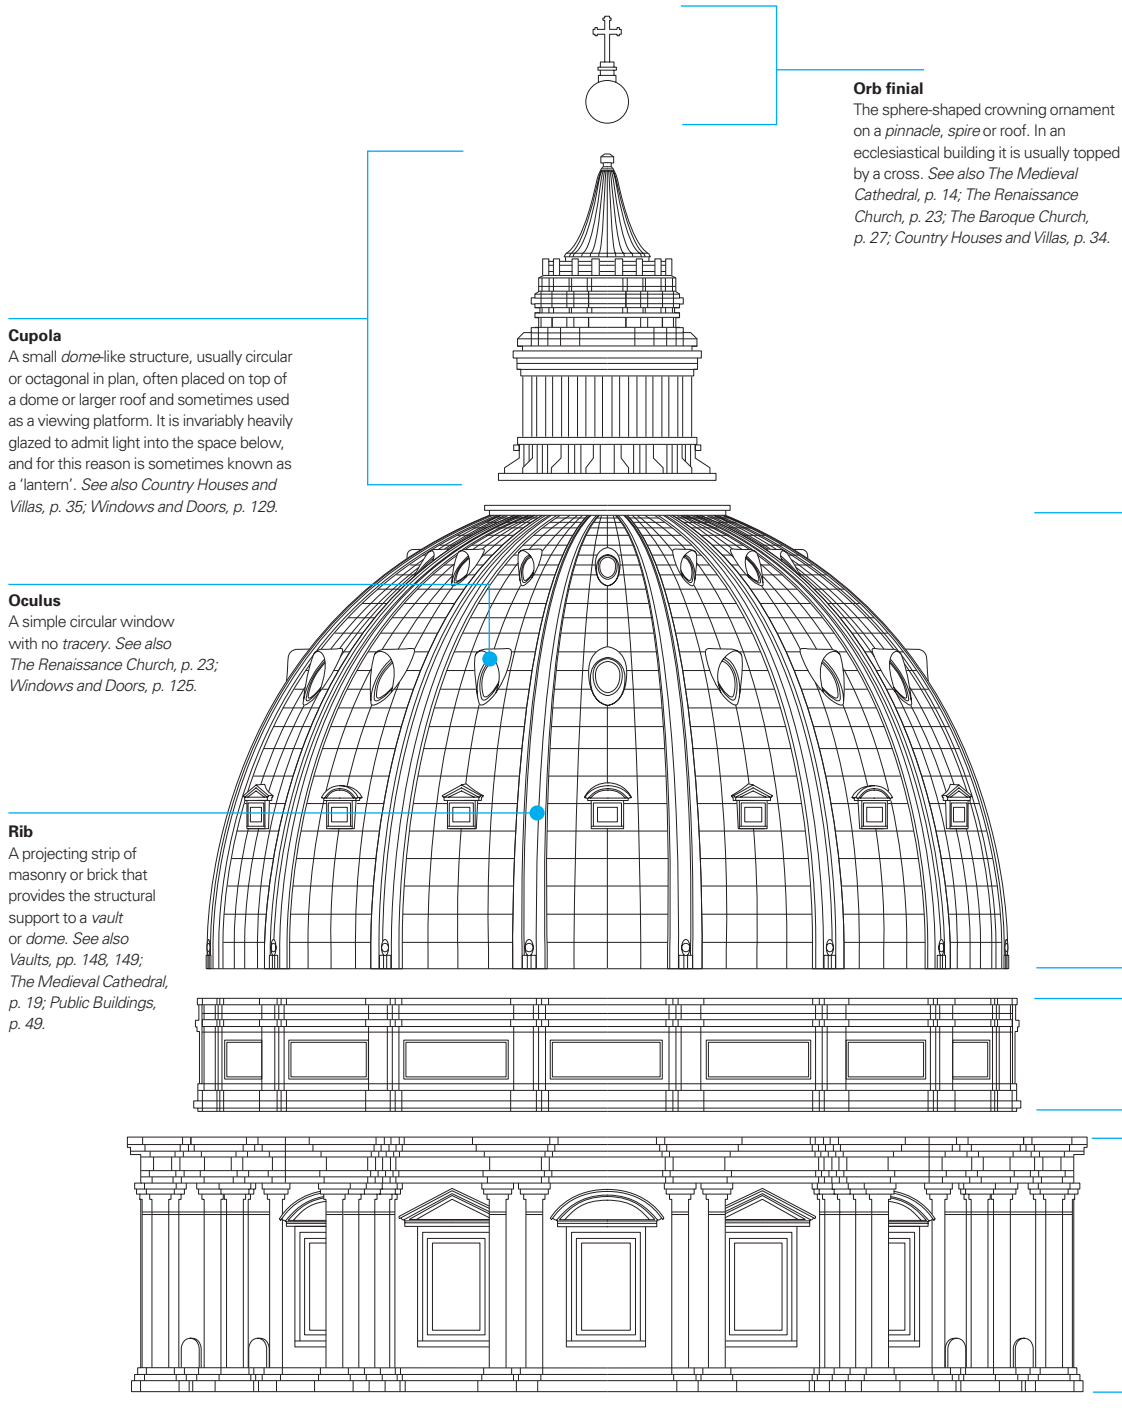 Orb finial
The sphere-shaped crowning ornament
on a pinnacle, spire or roof. In an
ecclesiastical building it is usually topped
by a cross. See also The Medieval
Cathedral, p. 14; The Renaissance
Church, p. 23; The Baroque Church,
p. 27; Country Houses and Villas, p. 34.
Cupola
A small dome-like structure, usually circular
or octagonal in plan, often placed on top of
a dome or larger roof and sometimes used
as a viewing platform. It is invariably heavily
glazed to admit light into the space below,
and for this reason is sometimes known as
a ‘lantern’. See also Country Houses and
Villas, p. 35; Windows and Doors, p. 129.
Oculus
A simple circular window
with no tracery. See also
The Renaissance Church, p. 23;
Windows and Doors, p. 125.
Rib
A projecting strip of
masonry or brick that
provides the structural
support to a vault
or dome. See also
Vaults, pp. 148, 149;
The Medieval Cathedral,
p. 19; Public Buildings,
p. 49.